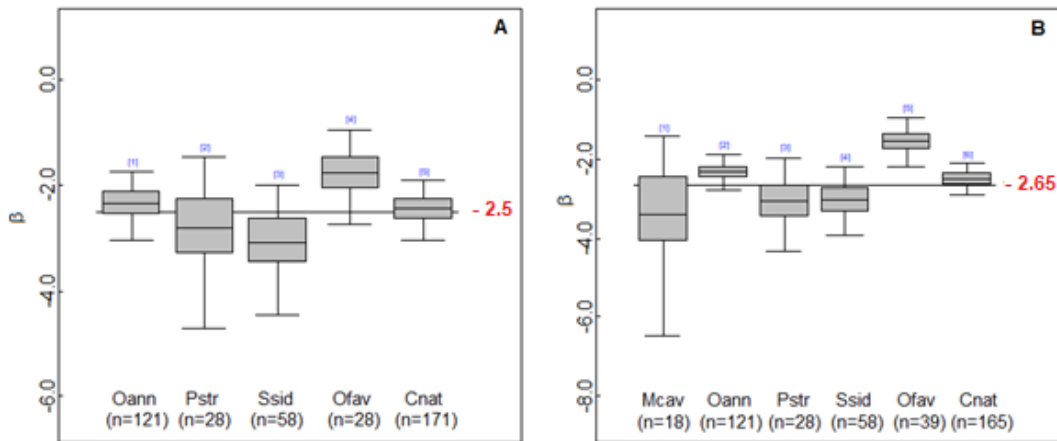 A
0.0
-2.0
-4.0
-6.0
β
[1]
[2]
[3]
[4]
[5]
- 2.5
Oann Pstr Ssid Ofav Cnat
(n=121) (n=28) (n=58) (n=28) (n=171)
B
0.0
-2.0
-4.0
-6.0
-8.0
β
[1]
[2]
[3]
[4]
[5]
[6]
- 2.65
Mcav Oann Pstr Ssid Ofav Cnat
(n=18) (n=121) (n=28) (n=58) (n=39) (n=165)